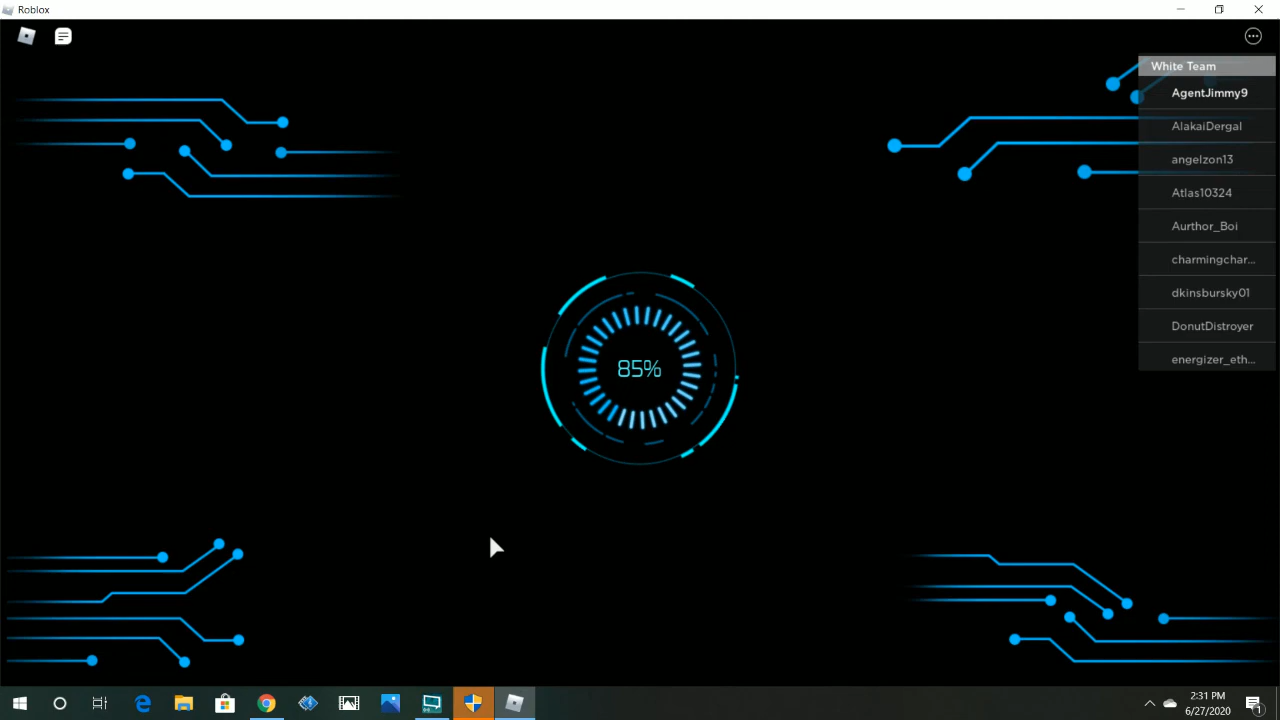 Roblox
White Team
AgentJimmy9
AlakaiDergal
angelzon13
Atlas10324
Aurthor_Boi
charmingchar...
dkinsbursky01
DonutDistroyer
energizer_eth...
85%
2:31 PM
6/27/2020
1